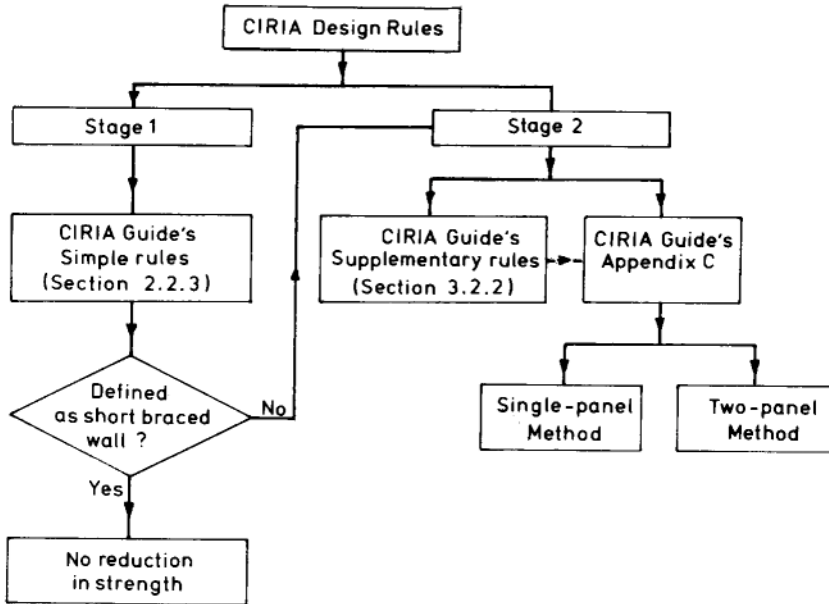 CIRIA Design Rules
Stage 1
Stage 2
CIRIA Guide's
Simple rules
(Section 2.2.3)
CIRIA Guide's
Supplementary rules
(Section 3.2.2)
CIRIA Guide's
Appendix C
Defined
as short braced
wall ?
No
Yes
Single-panel
Method
Two-panel
Method
No reduction
in strength